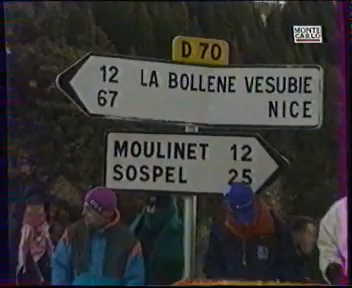 MONTE
CARLO
D 70
12 LA BOLLENE VESUBIE
67 NICE
MOULINET 12
SOSPEL 25